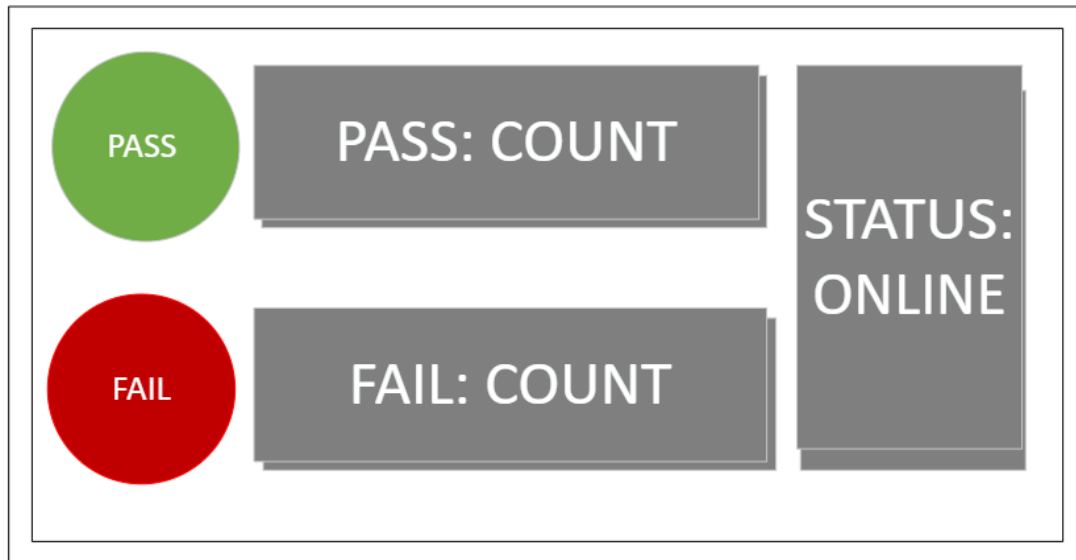 PASS
PASS: COUNT
STATUS:
ONLINE
FAIL
FAIL: COUNT